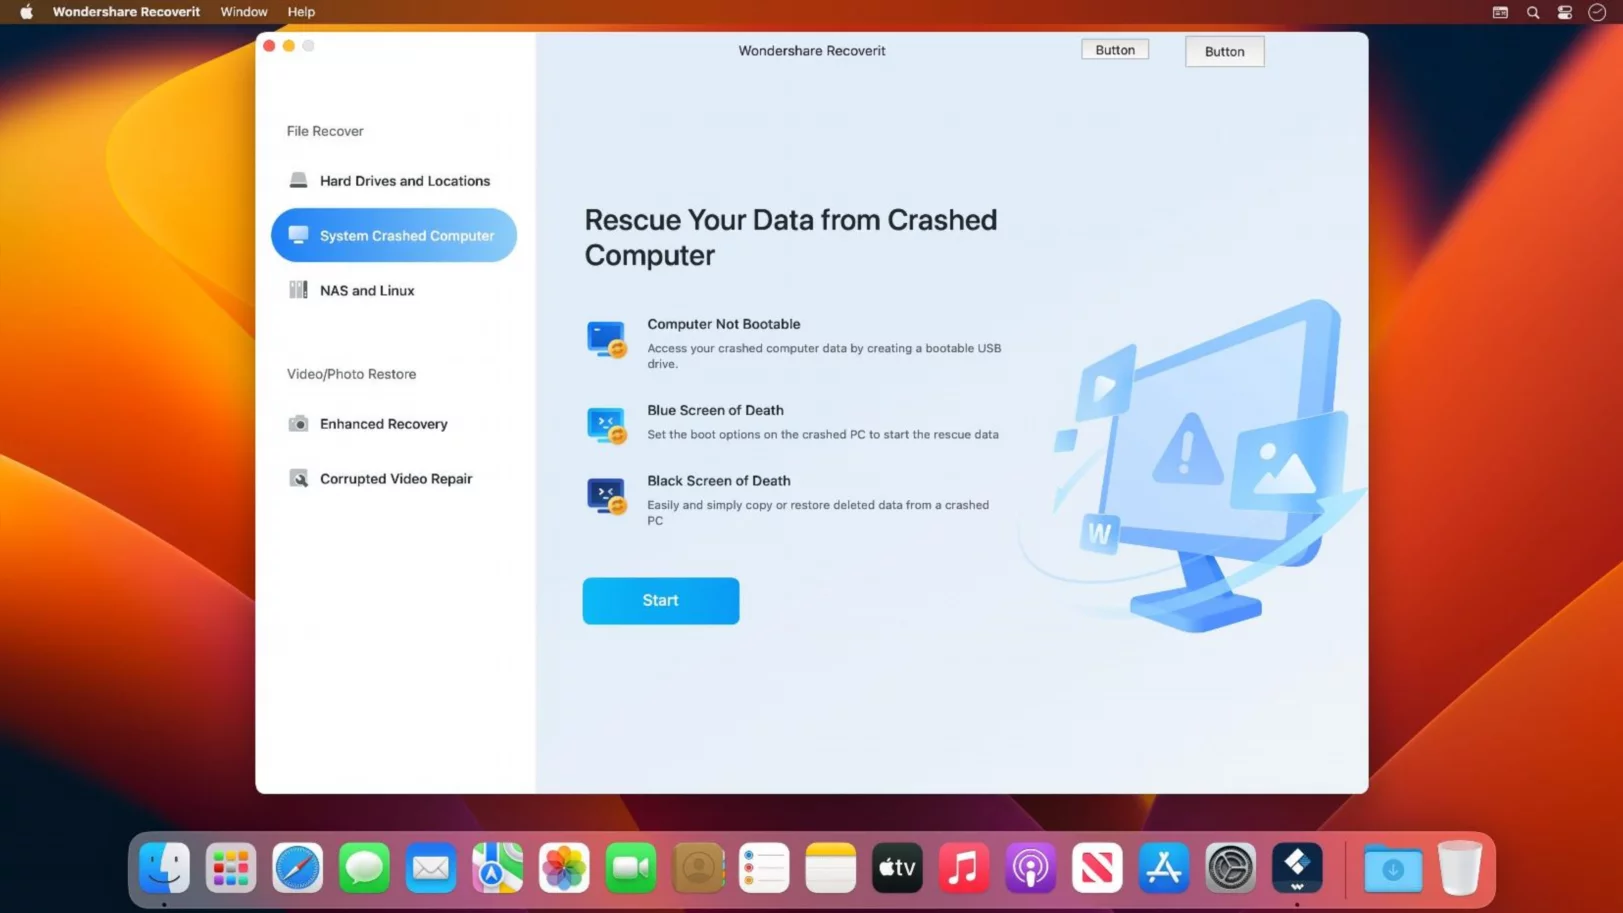 Wondershare Recoverit Window Help
Wondershare Recoverit
Button
Button
File Recover
Hard Drives and Locations
System Crashed Computer
NAS and Linux
Video/Photo Restore
Enhanced Recovery
Corrupted Video Repair
Rescue Your Data from Crashed
Computer
Computer Not Bootable
Access your crashed computer data by creating a bootable USB
drive.
Blue Screen of Death
Set the boot options on the crashed PC to start the rescue data
Black Screen of Death
Easily and simply copy or restore deleted data from a crashed
PC
Start
W
tv